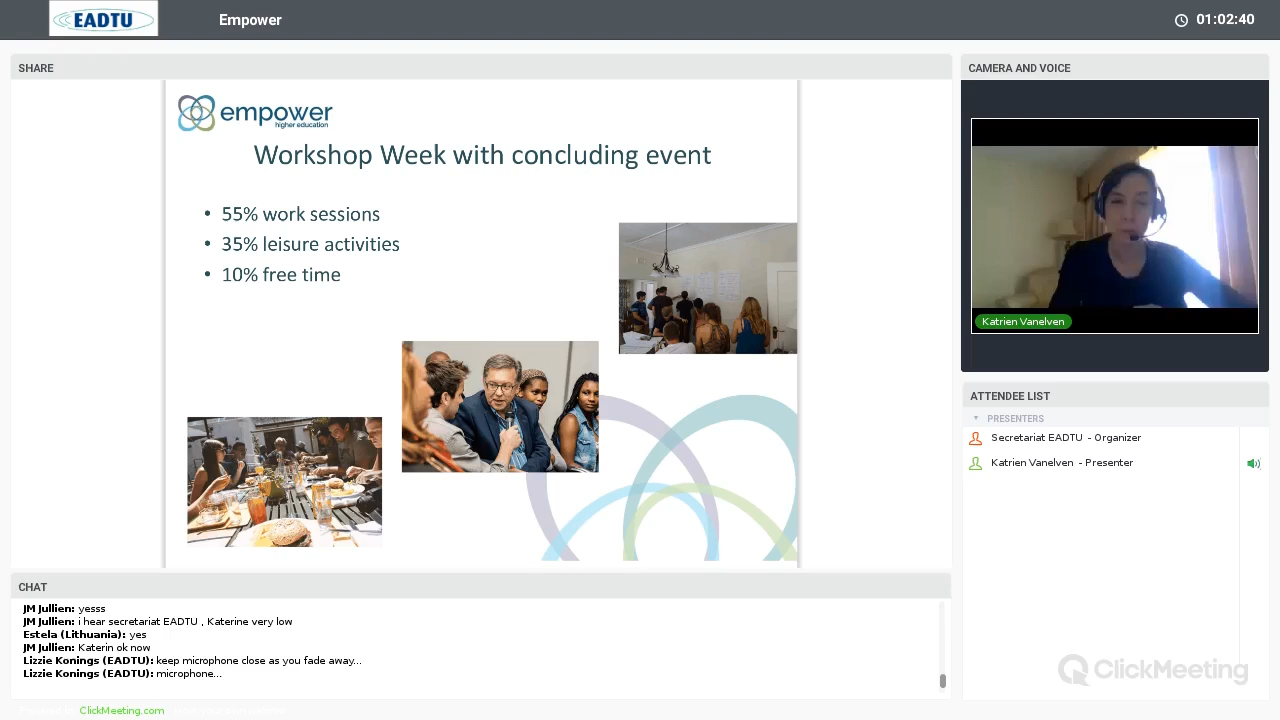 EADTU
Empower
01:02:40
SHARE
CAMERA AND VOICE
empower
higher education
Workshop Week with concluding event
• 55% work sessions
• 35% leisure activities
• 10% free time
Katrien Vanelven
ATTENDEE LIST
PRESENTERS
Secretariat EADTU - Organizer
Katrien Vanelven - Presenter
CHAT
JM Jullien: yesss
JM Jullien: i hear secretariat EADTU , Katerine very low
Estela (Lithuania): yes
JM Jullien: Katerin ok now
Lizzie Konings (EADTU): keep microphone close as you fade away...
Lizzie Konings (EADTU): microphone...
ClickMeeting
ClickMeeting.com